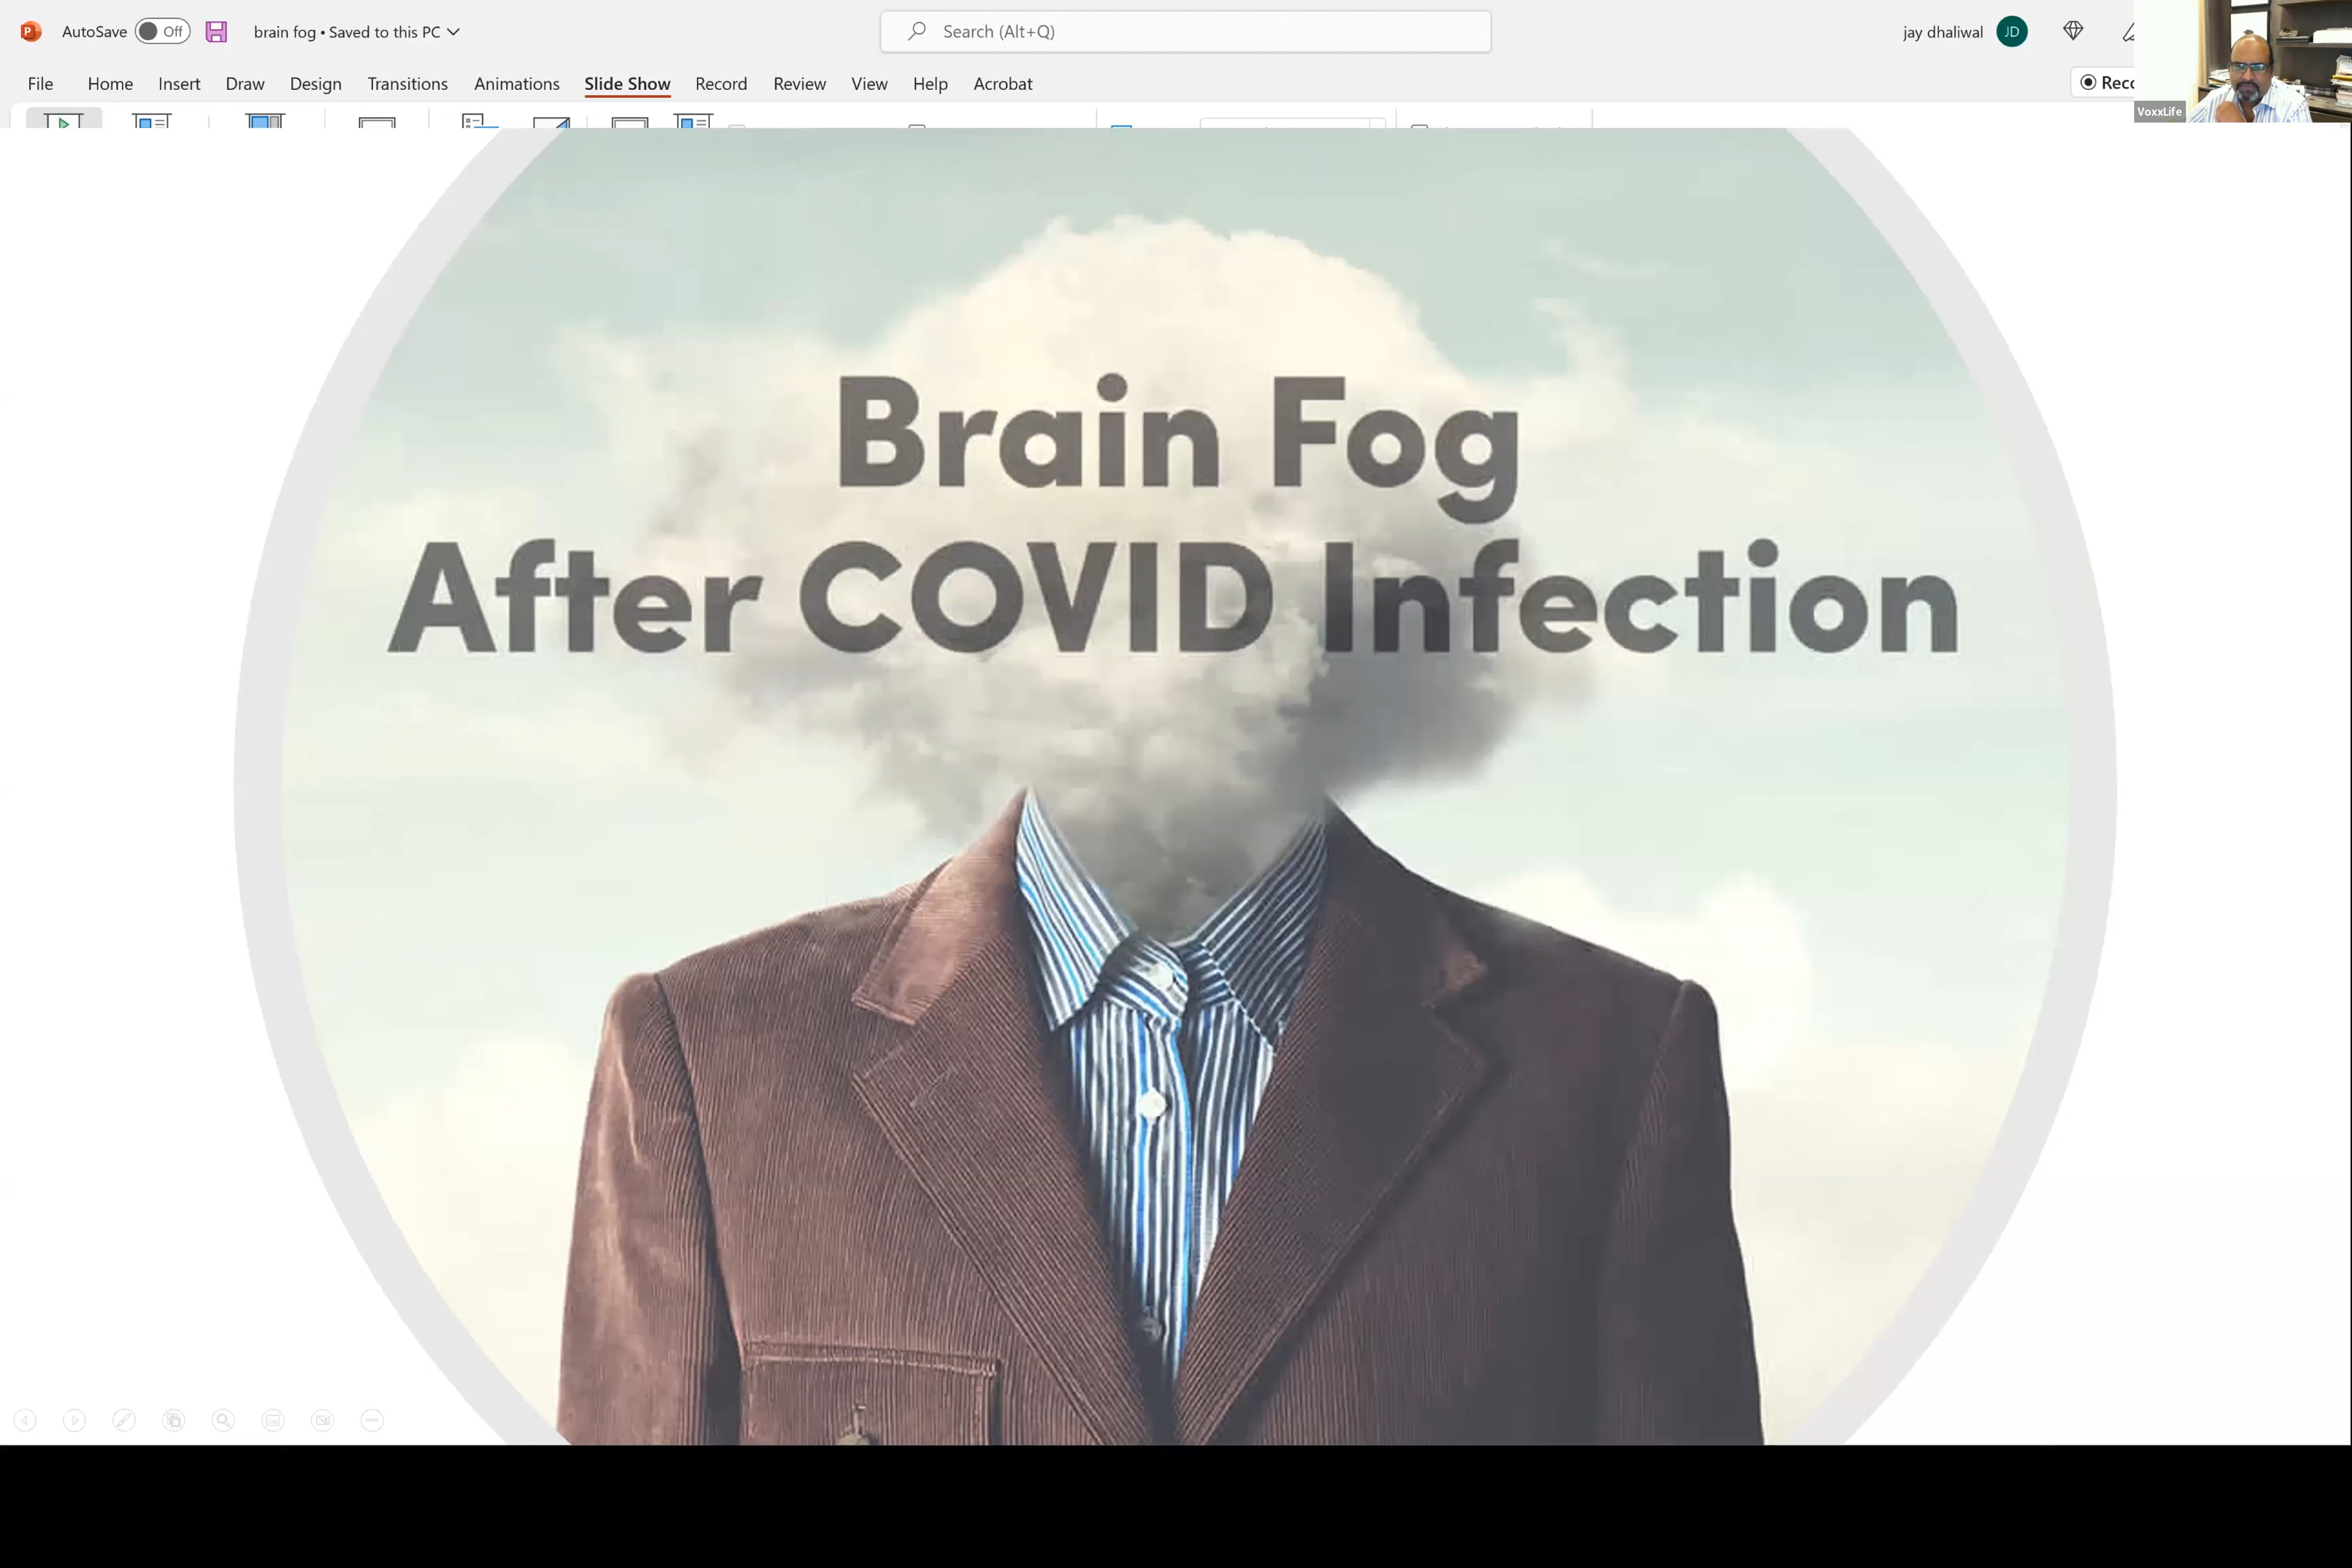 AutoSave Off brain fog • Saved to this PC Search (Alt+Q) jay dhaliwal JD
File Home Insert Draw Design Transitions Animations Slide Show Record Review View Help Acrobat
VoxxLife
Brain Fog
After COVID Infection